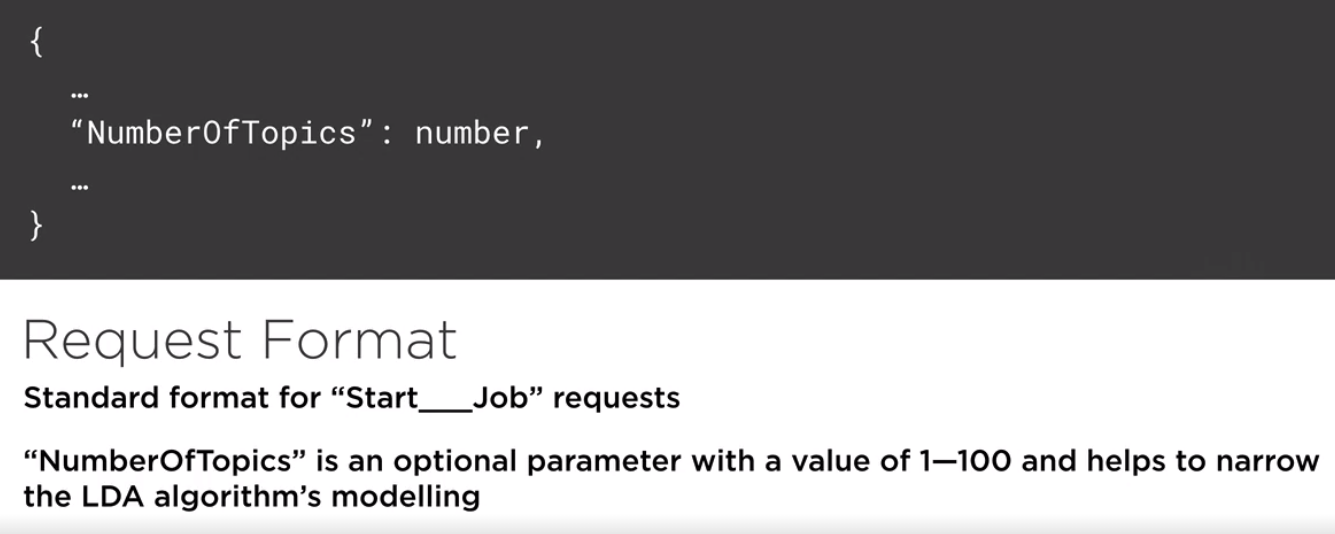 {
…
“NumberOfTopics”: number,
…
}
Request Format
Standard format for “Start___Job” requests
“NumberOfTopics” is an optional parameter with a value of 1—100 and helps to narrow
the LDA algorithm’s modelling